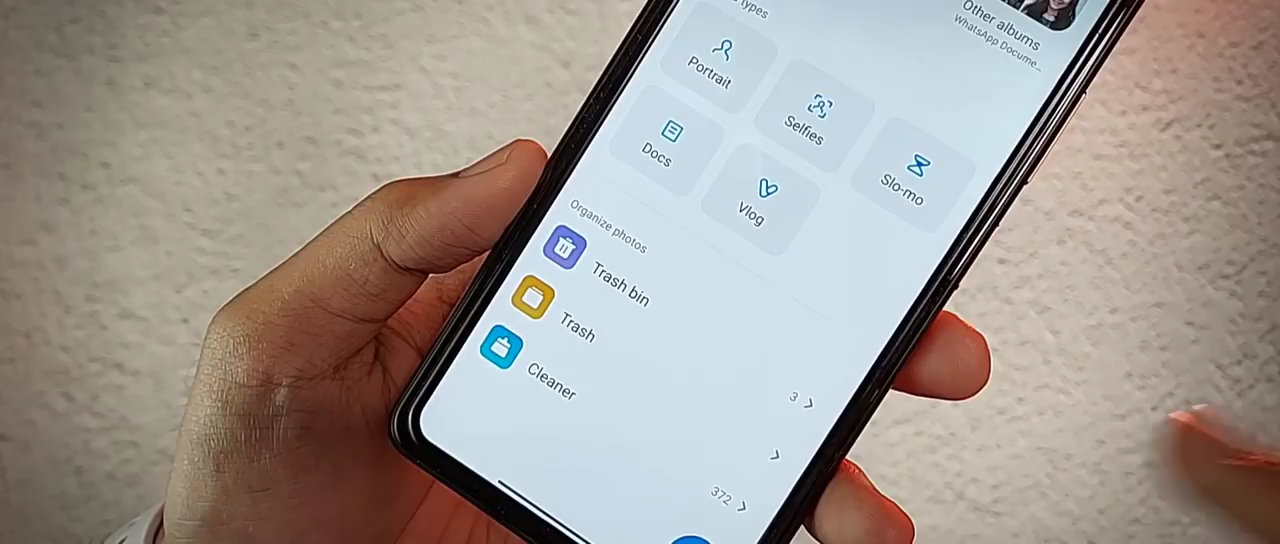 types
Other albums
WhatsApp Docume...
Portrait
Selfies
Slo-mo
Docs
Vlog
Organize photos
Trash bin
3
Trash
Cleaner
372